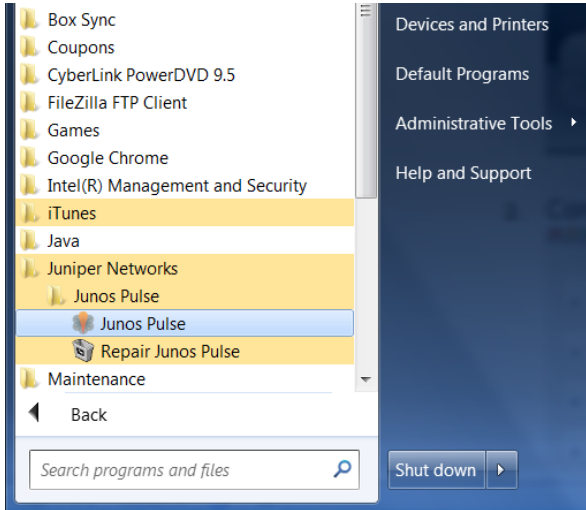 Box Sync
Coupons
CyberLink PowerDVD 9.5
FileZilla FTP Client
Games
Google Chrome
Intel(R) Management and Security
iTunes
Java
Juniper Networks
Junos Pulse
Junos Pulse
Repair Junos Pulse
Maintenance
Back
Search programs and files
Devices and Printers
Default Programs
Administrative Tools
Help and Support
Shut down